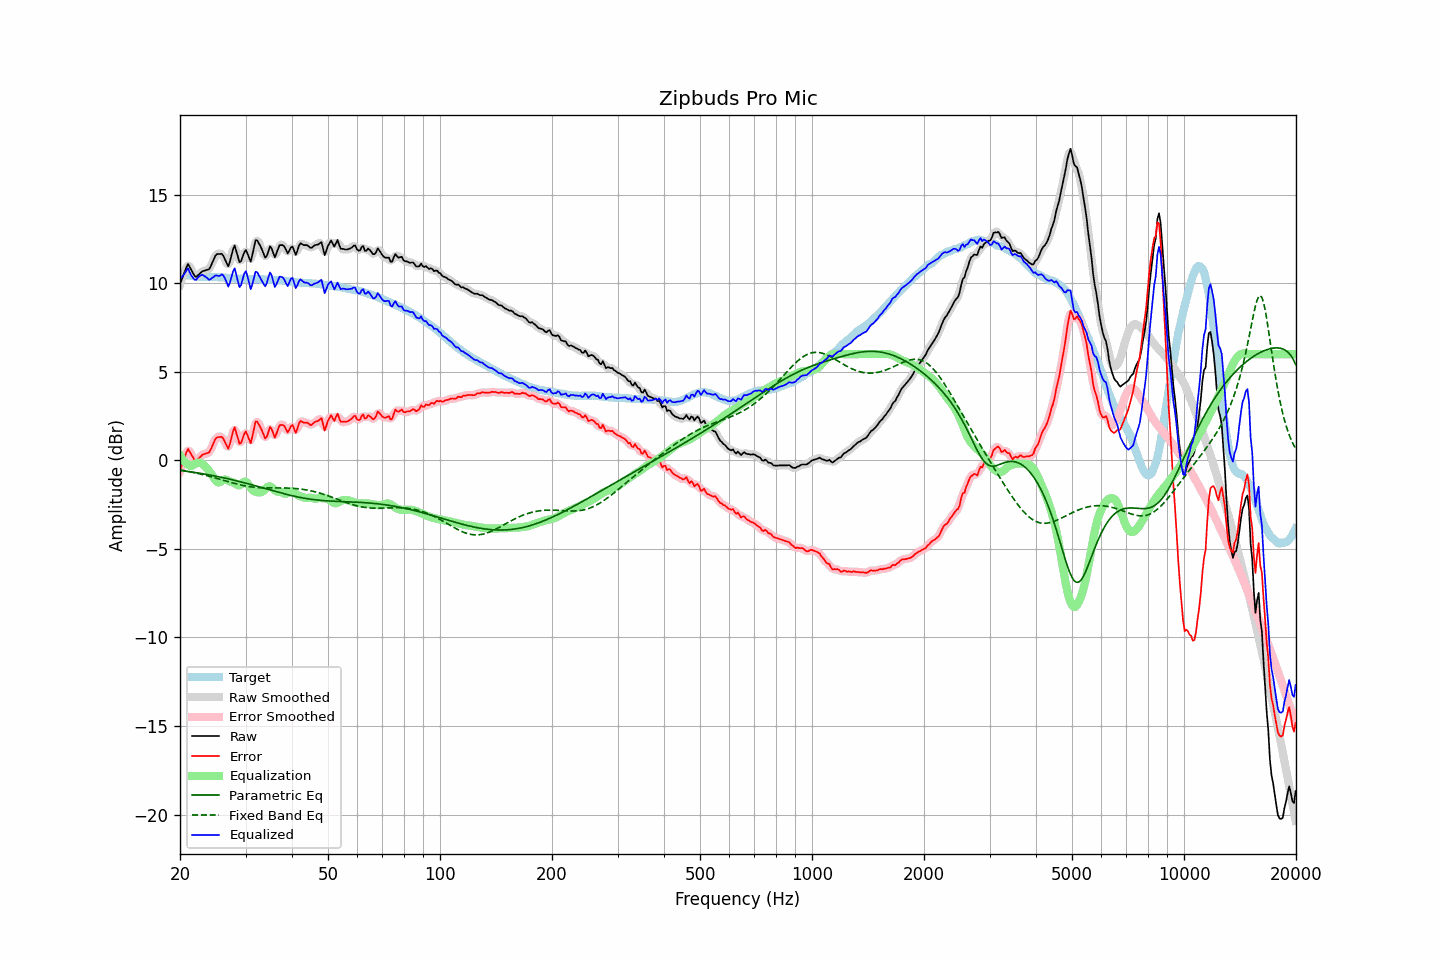 Zipbuds Pro Mic
Amplitude (dBr)
15
10
5
0
−5
−10
−15
−20
Target
Raw Smoothed
Error Smoothed
Raw
Error
Equalization
Parametric Eq
Fixed Band Eq
Equalized
20
50
100
200
500
1000
2000
5000
10000
20000
Frequency (Hz)